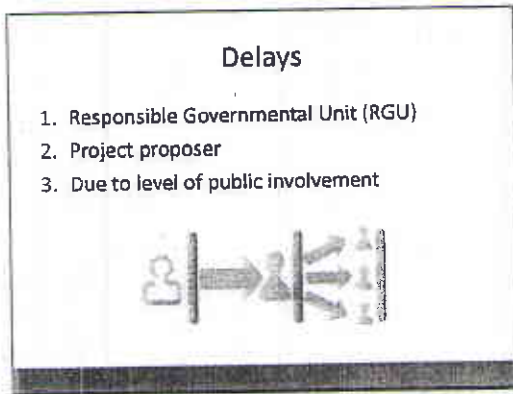 Delays
1. Responsible Governmental Unit (RGU)
2. Project proposer
3. Due to level of public involvement